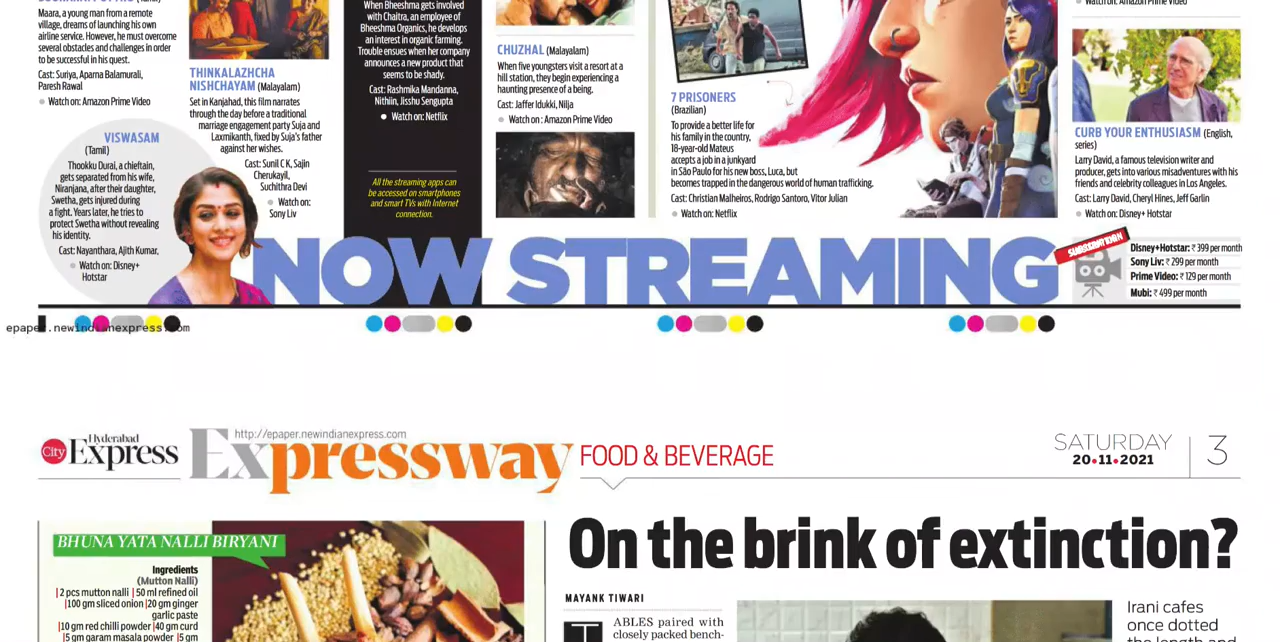 Maara, a young man from a remote
village, dreams of launching his own
airline service. However, he must overcome
several obstacles and challenges in order
to be successful in his quest.
Cast: Suriya, Aparna Balamurali,
Paresh Rawal
Watch on: Amazon Prime Video
VISWASAM
(Tamil)
Thookku Durai, a chieftain,
gets separated from his wife,
Niranjana, after their daughter,
Swetha, gets injured during
a fight. Years later, he tries to
protect Swetha without revealing
his identity.
Cast: Nayanthara, Ajith Kumar,
Watch on: Disney+
Hotstar
THINKALAZHCHA
NISHCHAYAM (Malayalam)
Set in Kanjahad, this film narrates
through the day before a traditional
marriage engagement party Suja and
Laxmikanth, fixed by Suja's father
against her wishes.
Cast: Sunil C K, Sajin
Cherukayil,
Suchithra Devi
Watch on:
Sony Liv
When Bheeshma gets involved
with Chaitra, an employee of
Bheeshma Organics, he develops
an interest in organic farming.
Trouble ensues when her company
announces a new product that
seems to be shady.
Cast: Rashmika Mandanna,
Nithiin, Jisshu Sengupta
Watch on: Netflix
All the streaming apps can
be accessed on smartphones
and smart TVs with Internet
connection.
CHUZHAL (Malayalam)
When five youngsters visit a resort at a
hill station, they begin experiencing a
haunting presence of a being.
Cast: Jaffer Idukki, Nilja
Watch on : Amazon Prime Video
7 PRISONERS
(Brazilian)
To provide a better life for
his family in the country,
18-year-old Mateus
accepts a job in a junkyard
in São Paulo for his new boss, Luca, but
becomes trapped in the dangerous world of human trafficking.
Cast: Christian Malheiros, Rodrigo Santoro, Vitor Julian
Watch on: Netflix
Watch on: Amazon Prime Video
CURB YOUR ENTHUSIASM (English,
series)
Larry David, a famous television writer and
producer, gets into various misadventures with his
friends and celebrity colleagues in Los Angeles.
Cast: Larry David, Cheryl Hines, Jeff Garlin
Watch on: Disney+ Hotstar
NOW STREAMING
SUBSCRIPTION
Disney+Hotstar: ₹ 399 per month
Sony Liv: ₹ 299 per month
Prime Video: ₹ 129 per month
Mubi: ₹ 499 per month
epaper.newindianexpress.com
City Hyderabad
Express
http://epaper.newindianexpress.com
Expressway
FOOD & BEVERAGE
SATURDAY
20•11•2021
3
BHUNA YATA NALLI BIRYANI
Ingredients
(Mutton Nalli)
| 2 pcs mutton nalli | 50 ml refined oil
|100 gm sliced onion |20 gm ginger
garlic paste
|10 gm red chilli powder |40 gm curd
|5 gm garam masala powder |5 gm
On the brink of extinction?
MAYANK TIWARI
TABLES paired with
closely packed bench-
Irani cafes
once dotted
the length and